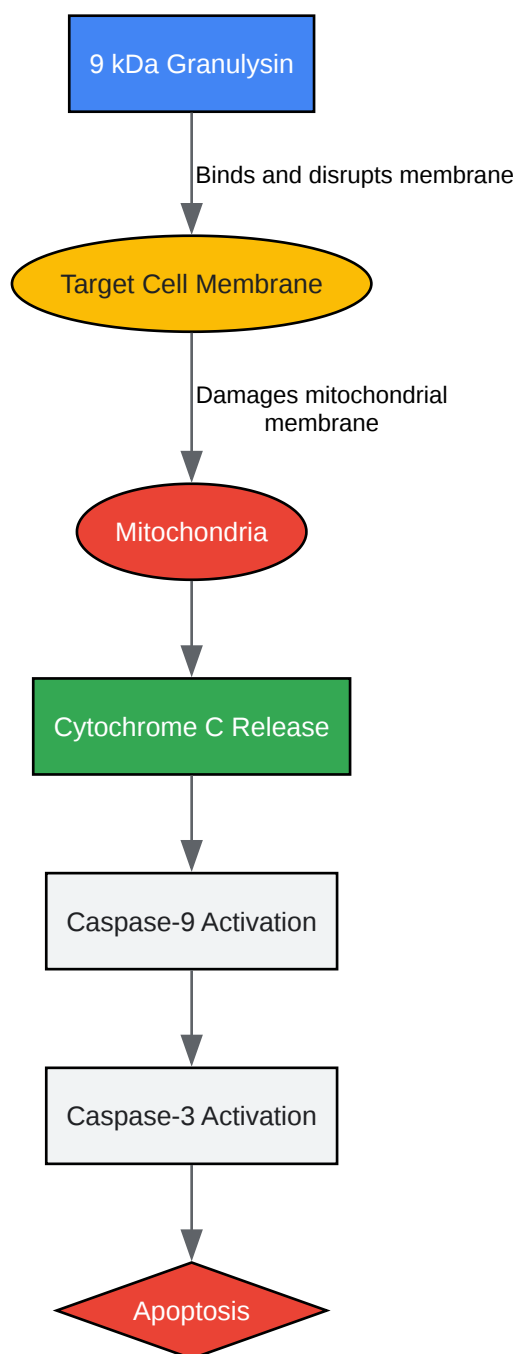 9 kDa Granulysin
Binds and disrupts membrane
Target Cell Membrane
Damages mitochondrial
membrane
Mitochondria
Cytochrome C Release
Caspase-9 Activation
Caspase-3 Activation
Apoptosis